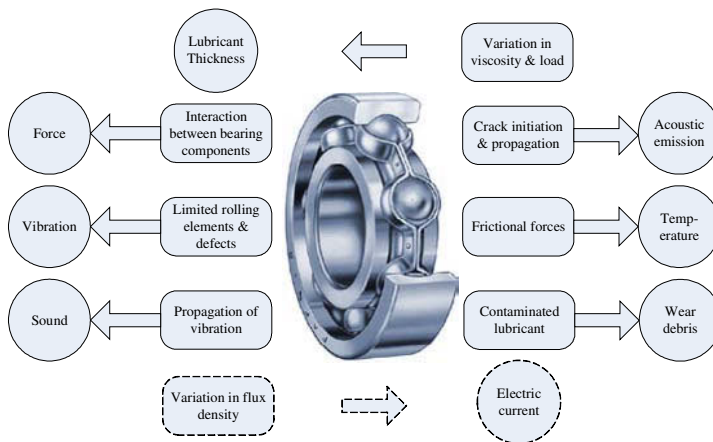 Lubricant
Thickness
Variation in
viscosity & load
Force
Interaction
between bearing
components
Crack initiation
& propagation
Acoustic
emission
Vibration
Limited rolling
elements &
defects
Frictional forces
Temp-
erature
Sound
Propagation of
vibration
Contaminated
lubricant
Wear
debris
Variation in flux
density
Electric
current